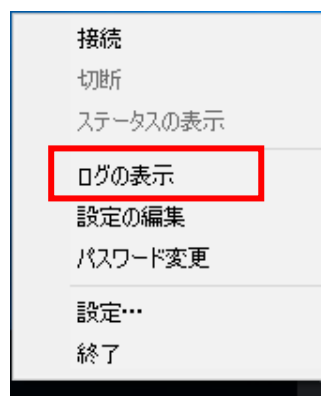 接続
切断
ステータスの表示
ログの表示
設定の編集
パスワード変更
設定…
終了